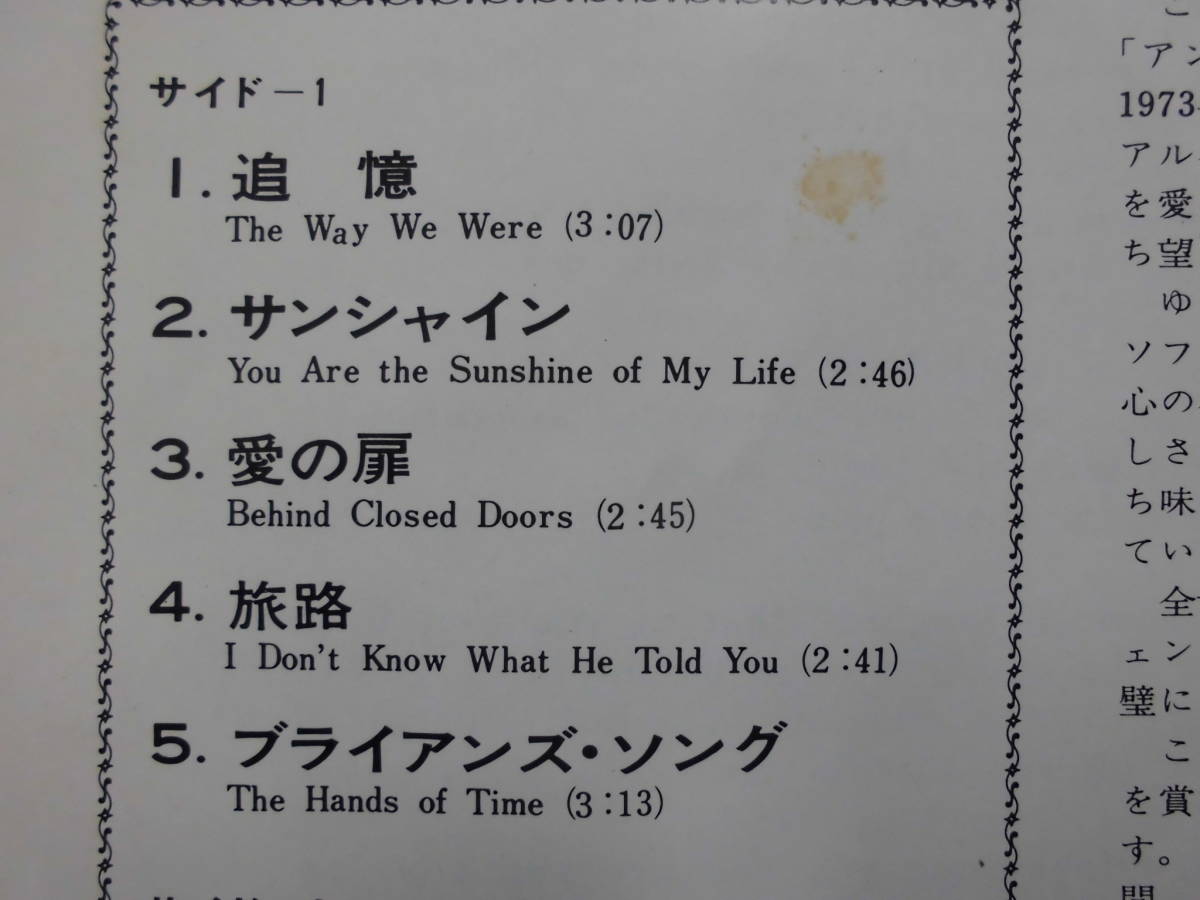 サイド－1
1. 追　憶
The Way We Were (3:07)
2. サンシャイン
You Are the Sunshine of My Life (2:46)
3. 愛の扉
Behind Closed Doors (2:45)
4. 旅路
I Don't Know What He Told You (2:41)
5. ブライアンズ・ソング
The Hands of Time (3:13)
こ
「アン
1973
アル
を愛
ち望
ゆ
ソフ
心の
しさ
ち味
てい
全
ェン
璧に
こ
を賞
す。